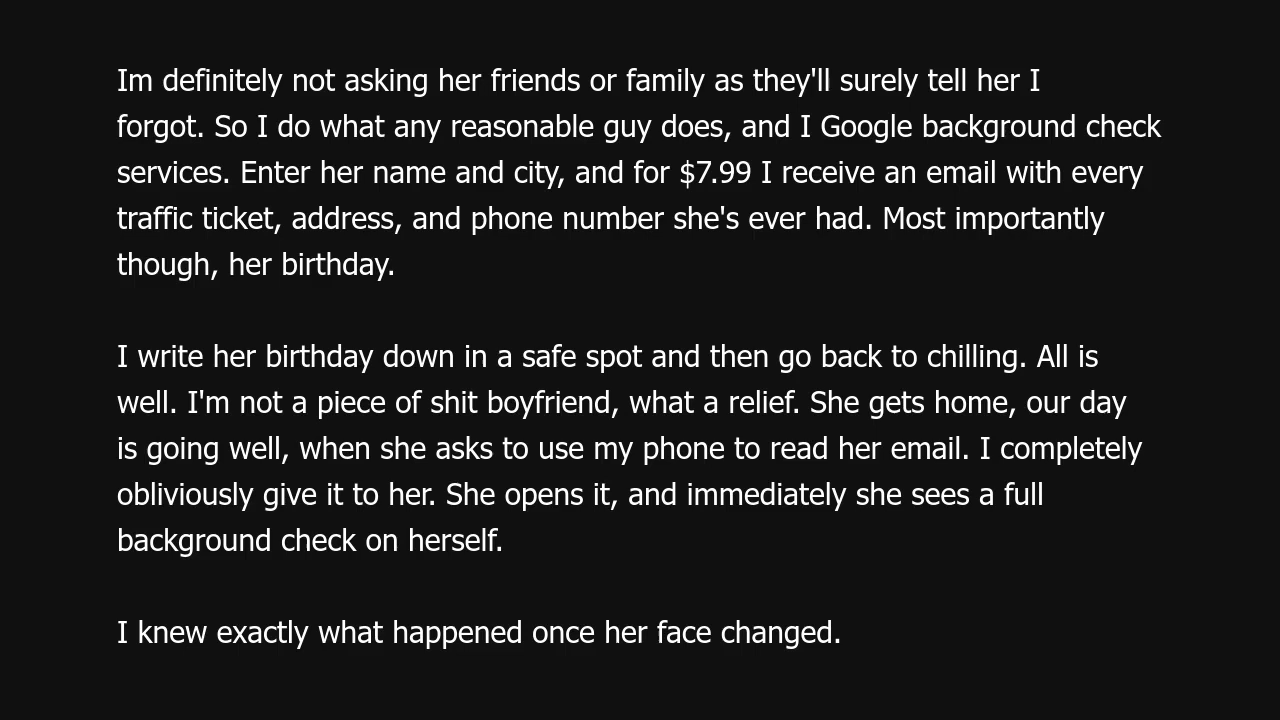 Im definitely not asking her friends or family as they'll surely tell her I
forgot. So I do what any reasonable guy does, and I Google background check
services. Enter her name and city, and for $7.99 I receive an email with every
traffic ticket, address, and phone number she's ever had. Most importantly
though, her birthday.
I write her birthday down in a safe spot and then go back to chilling. All is
well. I'm not a piece of shit boyfriend, what a relief. She gets home, our day
is going well, when she asks to use my phone to read her email. I completely
obliviously give it to her. She opens it, and immediately she sees a full
background check on herself.
I knew exactly what happened once her face changed.